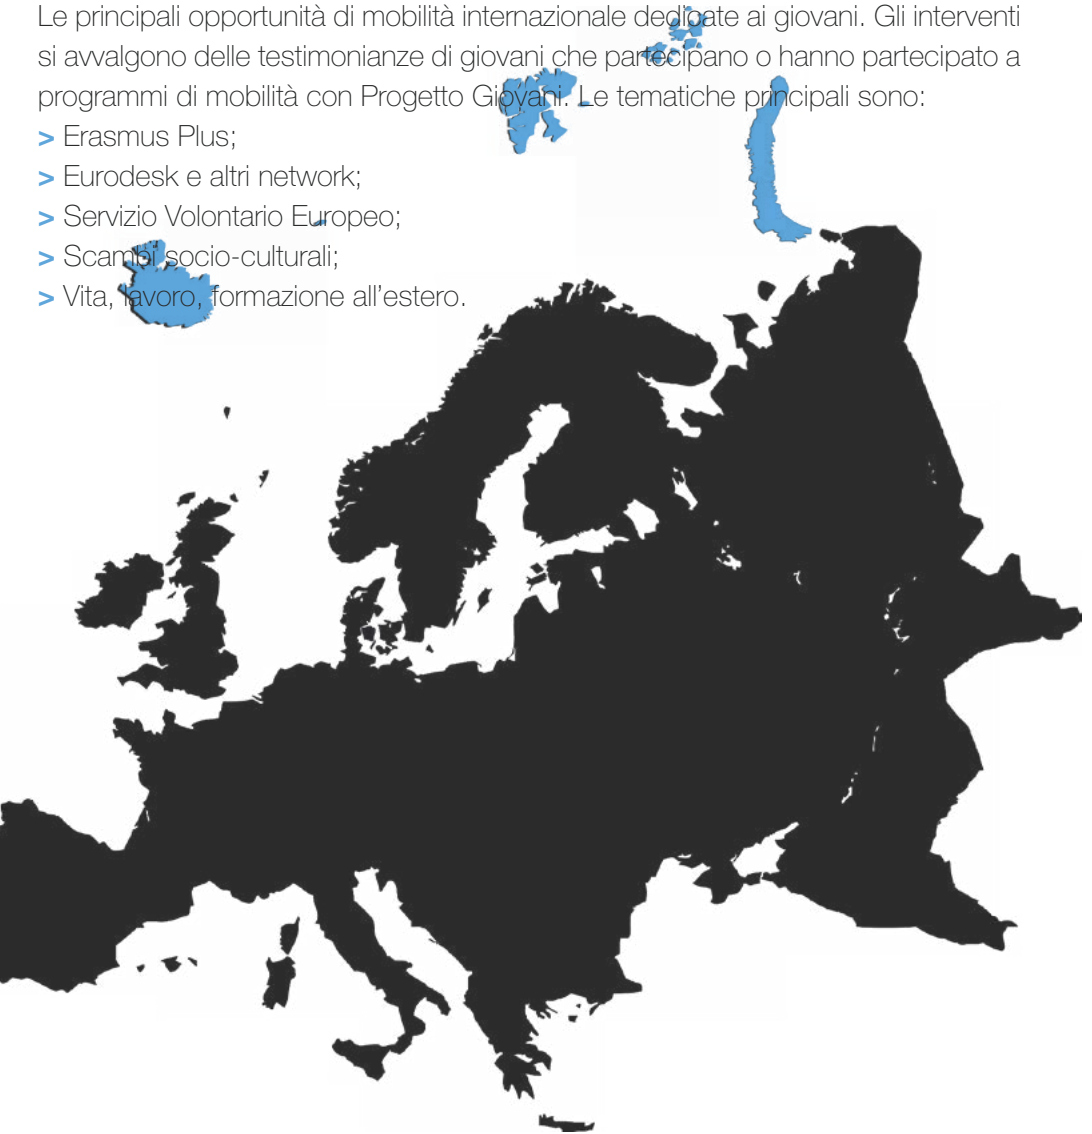 Le principali opportunità di mobilità internazionale dedicate ai giovani. Gli interventi
si avvalgono delle testimonianze di giovani che partecipano o hanno partecipato a
programmi di mobilità con Progetto Giovani. Le tematiche principali sono:
> Erasmus Plus;
> Eurodesk e altri network;
> Servizio Volontario Europeo;
> Scambi socio-culturali;
> Vita, lavoro, formazione all'estero.